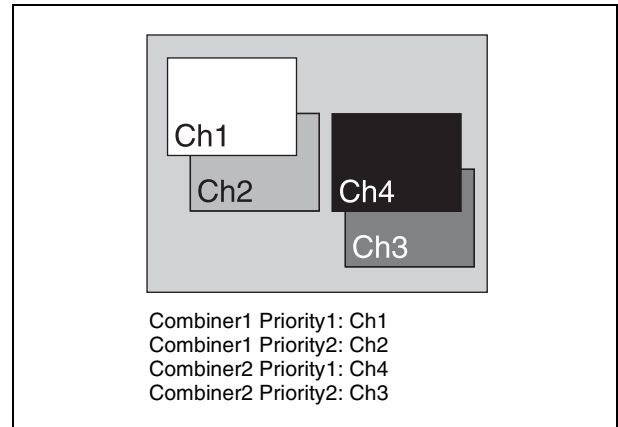 Ch1
Ch2
Ch4
Ch3
Combiner1 Priority1: Ch1
Combiner1 Priority2: Ch2
Combiner2 Priority1: Ch4
Combiner2 Priority2: Ch3